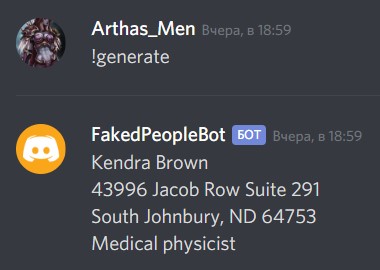 Arthas_Men Вчера, в 18:59
!generate
FakedPeopleBot БОТ Вчера, в 18:59
Kendra Brown
43996 Jacob Row Suite 291
South Johnbury, ND 64753
Medical physicist